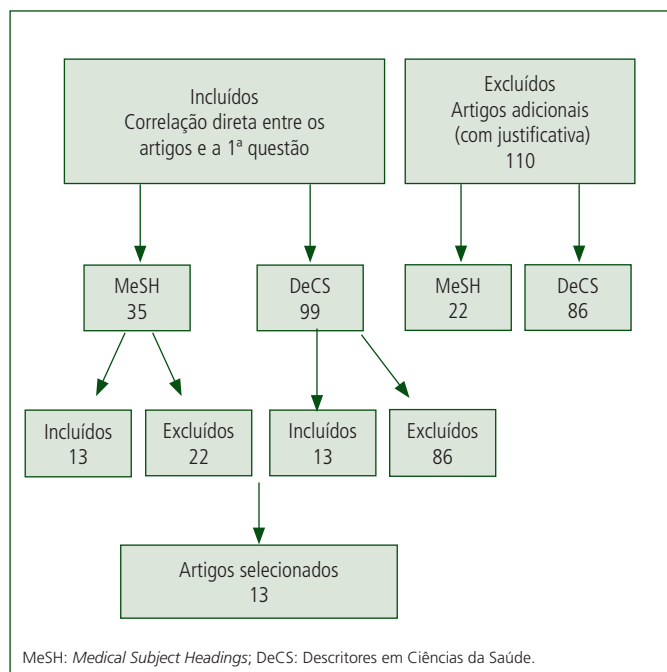 Incluídos
Correlação direta entre os
artigos e a 1ª questão
Excluídos
Artigos adicionais
(com justificativa)
110
MeSH
35
DeCS
99
MeSH
22
DeCS
86
Incluídos
13
Excluídos
22
Incluídos
13
Excluídos
86
Artigos selecionados
13
MeSH: Medical Subject Headings; DeCS: Descritores em Ciências da Saúde.